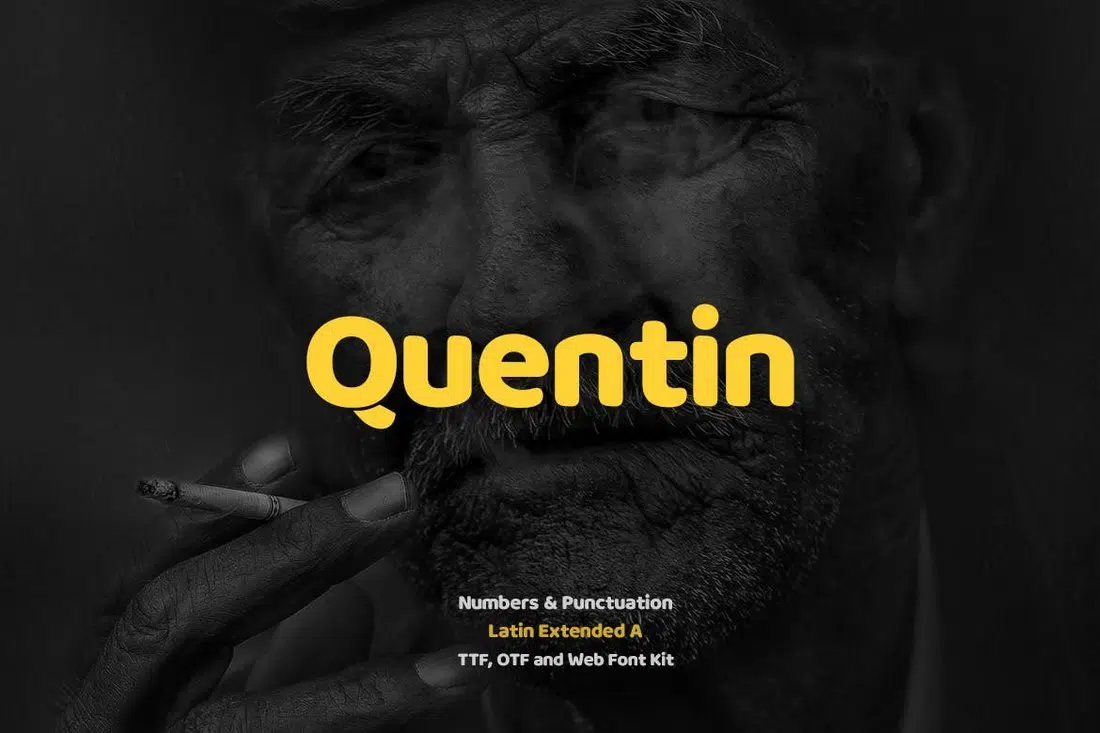 Quentin
Numbers & Punctuation
Latin Extended A
TTF, OTF and Web Font Kit